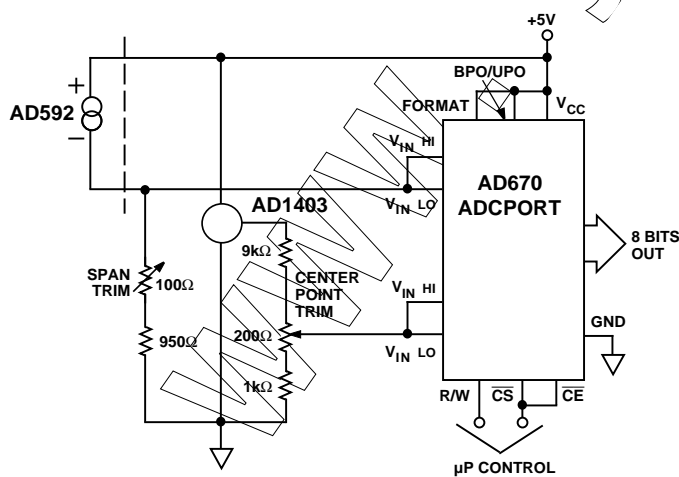 +5V
BPO/UPO
AD592
+
–
FORMAT
VCC
VIN HI
VIN LO
AD670
ADCPORT
AD1403
8 BITS
OUT
9kΩ
SPAN
TRIM
100Ω
CENTER
POINT
TRIM
VIN HI
200Ω
VIN LO
950Ω
GND
1kΩ
R/W
CS
CE
µP CONTROL